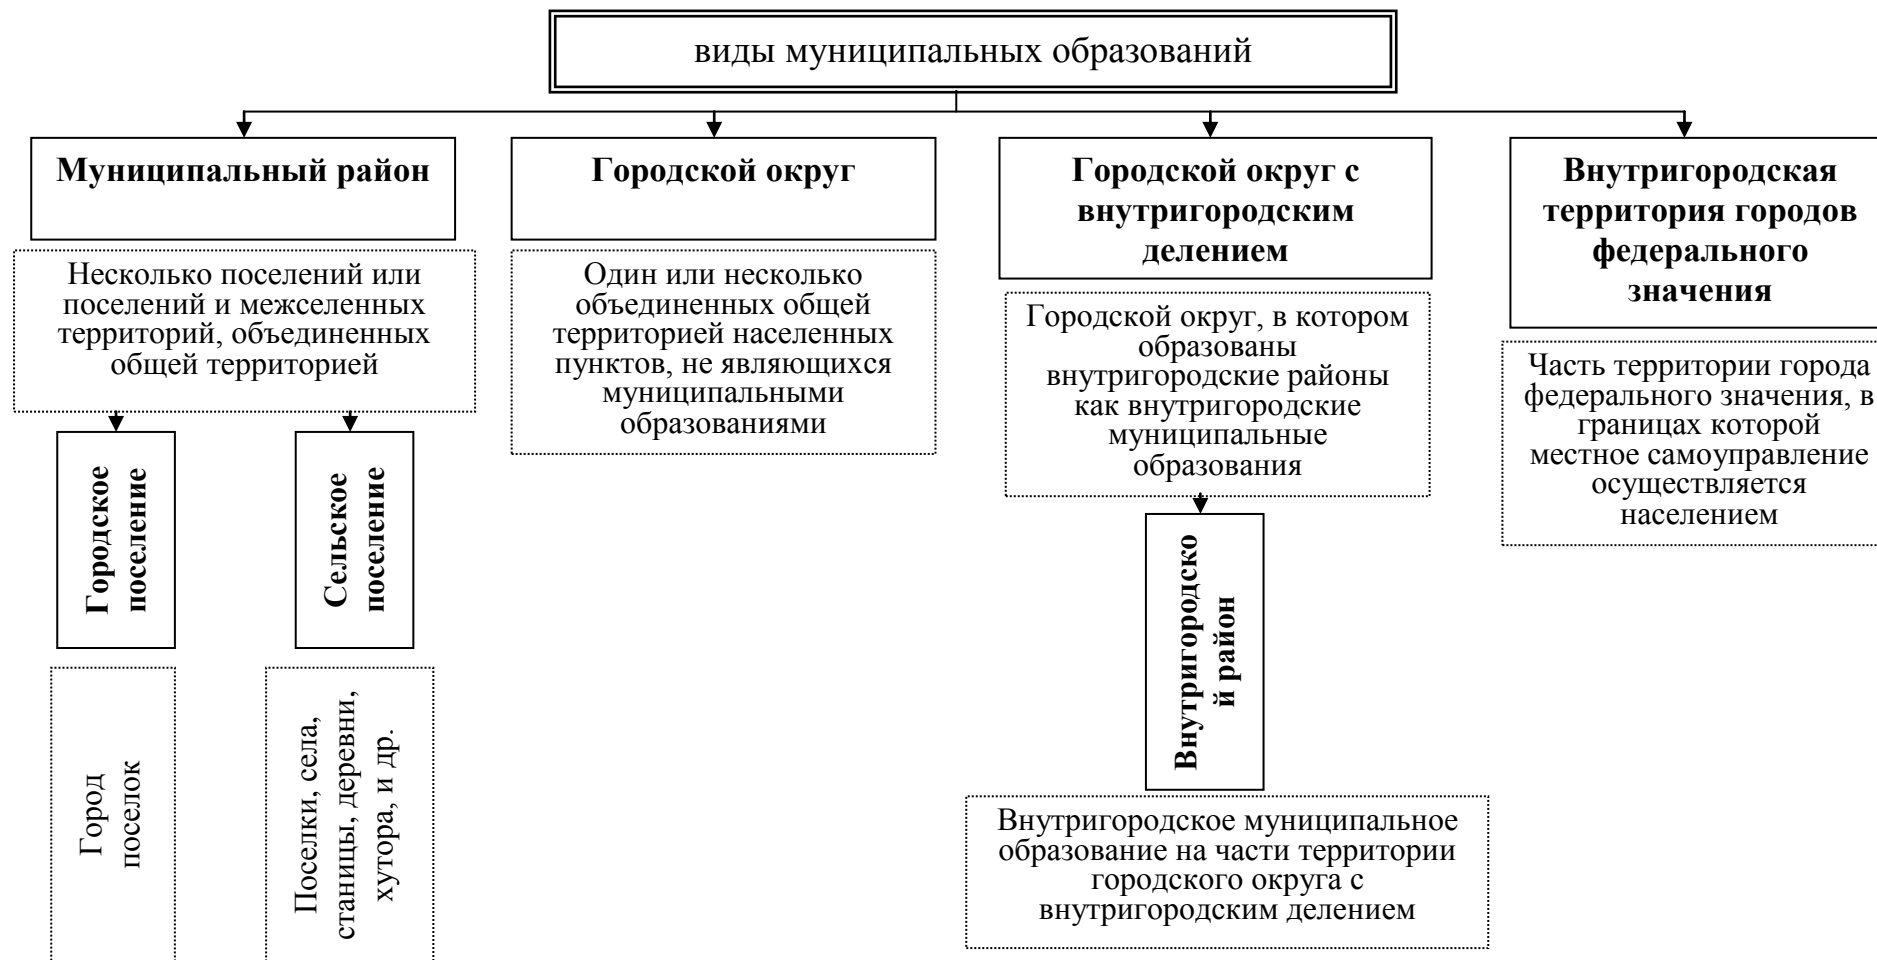 виды муниципальных образований
Муниципальный район
Несколько поселений или
поселений и межселенных
территорий, объединенных
общей территорией
Городское
поселение
Город
поселок
Сельское
поселение
Поселки, села,
станицы, деревни,
хутора, и др.
Городской округ
Один или несколько
объединенных общей
территорией населенных
пунктов, не являющихся
муниципальными
образованиями
Городской округ с
внутригородским
делением
Городской округ, в котором
образованы
внутригородские районы
как внутригородские
муниципальные
образования
Внутригородско
й район
Внутригородское муниципальное
образование на части территории
городского округа с
внутригородским делением
Внутригородская
территория городов
федерального
значения
Часть территории города
федерального значения, в
границах которой
местное самоуправление
осуществляется
населением